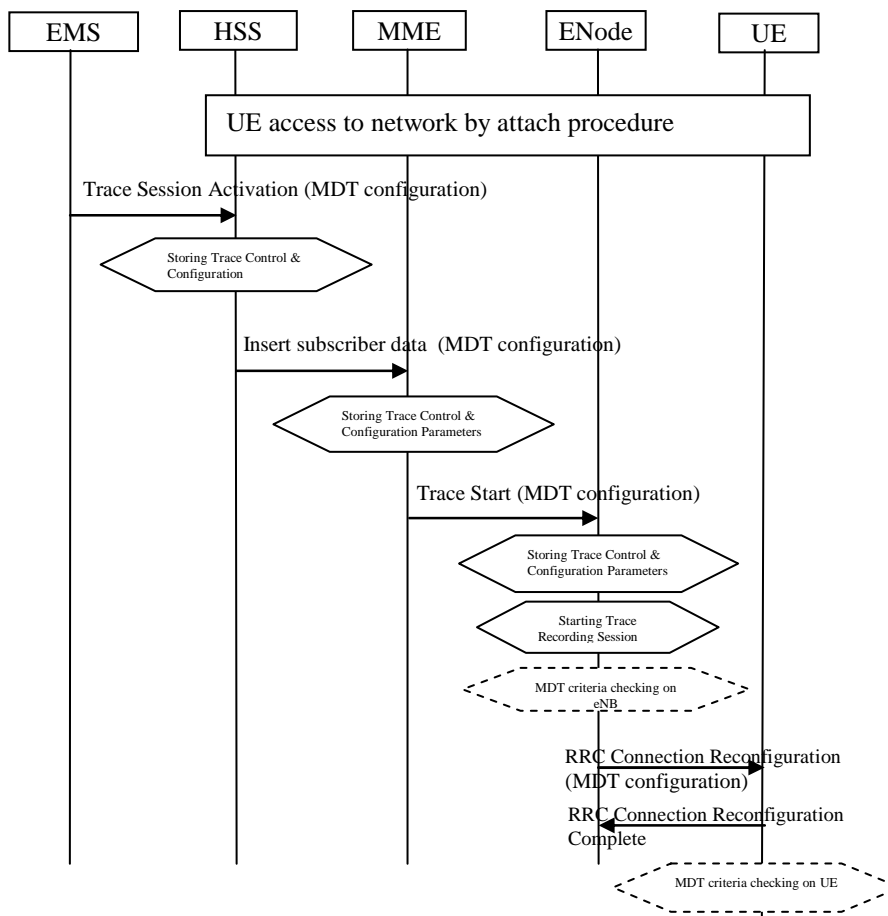 EMS HSS MME ENode UE
UE access to network by attach procedure
Trace Session Activation (MDT configuration)
Storing Trace Control &
Configuration
Insert subscriber data (MDT configuration)
Storing Trace Control &
Configuration Parameters
Trace Start (MDT configuration)
Storing Trace Control &
Configuration Parameters
Starting Trace
Recording Session
MDT criteria checking on
eNB
RRC Connection Reconfiguration
(MDT configuration)
RRC Connection Reconfiguration
Complete
MDT criteria checking on UE